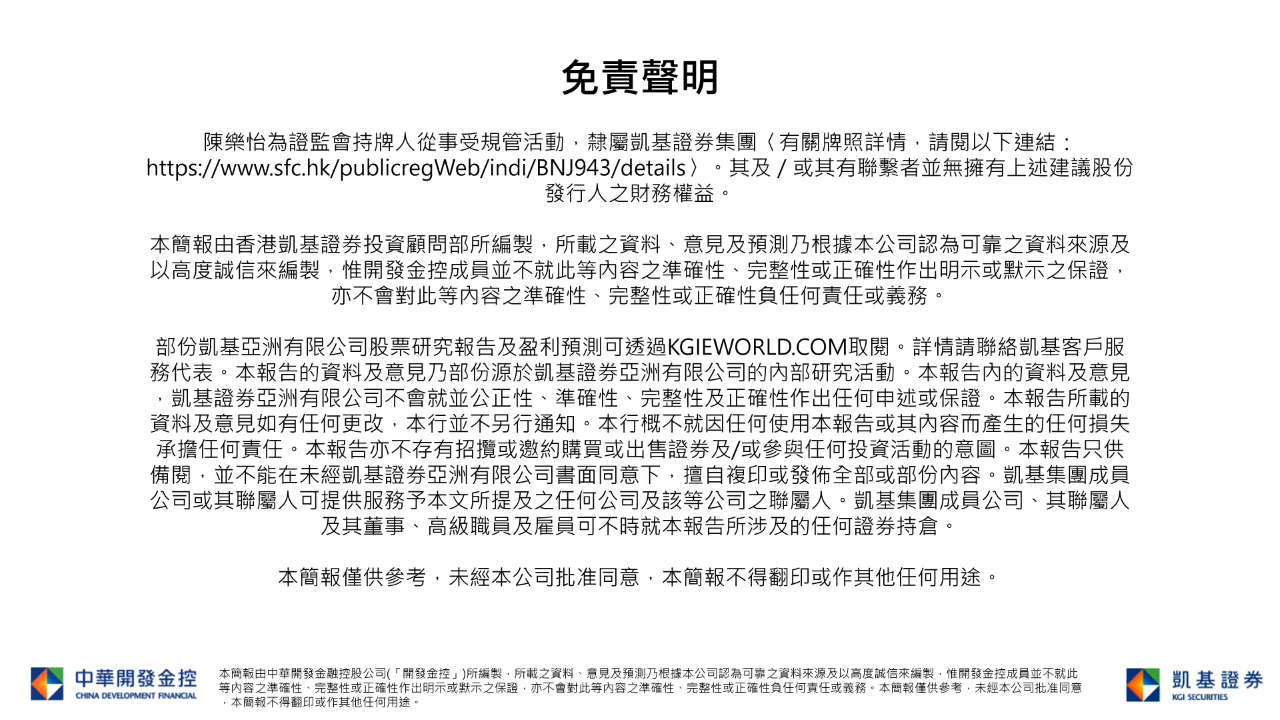 免責聲明
陳樂怡為證監會持牌人從事受規管活動，隸屬凱基證券集團〈有關牌照詳情，請閱以下連結：
https://www.sfc.hk/publicregWeb/indi/BNJ943/details〉。其及 / 或其有聯繫者並無擁有上述建議股份
發行人之財務權益。
本簡報由香港凱基證券投資顧問部所編製，所載之資料、意見及預測乃根據本公司認為可靠之資料來源及
以高度誠信來編製，惟開發金控成員並不就此等內容之準確性、完整性或正確性作出明示或默示之保證，
亦不會對此等內容之準確性、完整性或正確性負任何責任或義務。
部份凱基亞洲有限公司股票研究報告及盈利預測可透過KGIEWORLD.COM取閱。詳情請聯絡凱基客戶服
務代表。本報告的資料及意見乃部份源於凱基證券亞洲有限公司的內部研究活動。本報告內的資料及意見
，凱基證券亞洲有限公司不會就並公正性、準確性、完整性及正確性作出任何申述或保證。本報告所載的
資料及意見如有任何更改，本行並不另行通知。本行概不就因任何使用本報告或其內容而產生的任何損失
承擔任何責任。本報告亦不存有招攬或邀約購買或出售證券及/或參與任何投資活動的意圖。本報告只供
備閱，並不能在未經凱基證券亞洲有限公司書面同意下，擅自複印或發佈全部或部份內容。凱基集團成員
公司或其聯屬人可提供服務予本文所提及之任何公司及該等公司之聯屬人。凱基集團成員公司、其聯屬人
及其董事、高級職員及雇員可不時就本報告所涉及的任何證券持倉。
本簡報僅供參考，未經本公司批准同意，本簡報不得翻印或作其他任何用途。
中華開發金控
CHINA DEVELOPMENT FINANCIAL
本簡報由中華開發金融控股公司(「開發金控」)所編製，所載之資料、意見及預測乃根據本公司認為可靠之資料來源及以高度誠信來編製，惟開發金控成員並不就此
等內容之準確性、完整性或正確性作出明示或默示之保證，亦不會對此等內容之準確性、完整性或正確性負任何責任或義務。本簡報僅供參考，未經本公司批准同意
，本簡報不得翻印或作其他任何用途。
凱基證券
KGI SECURITIES